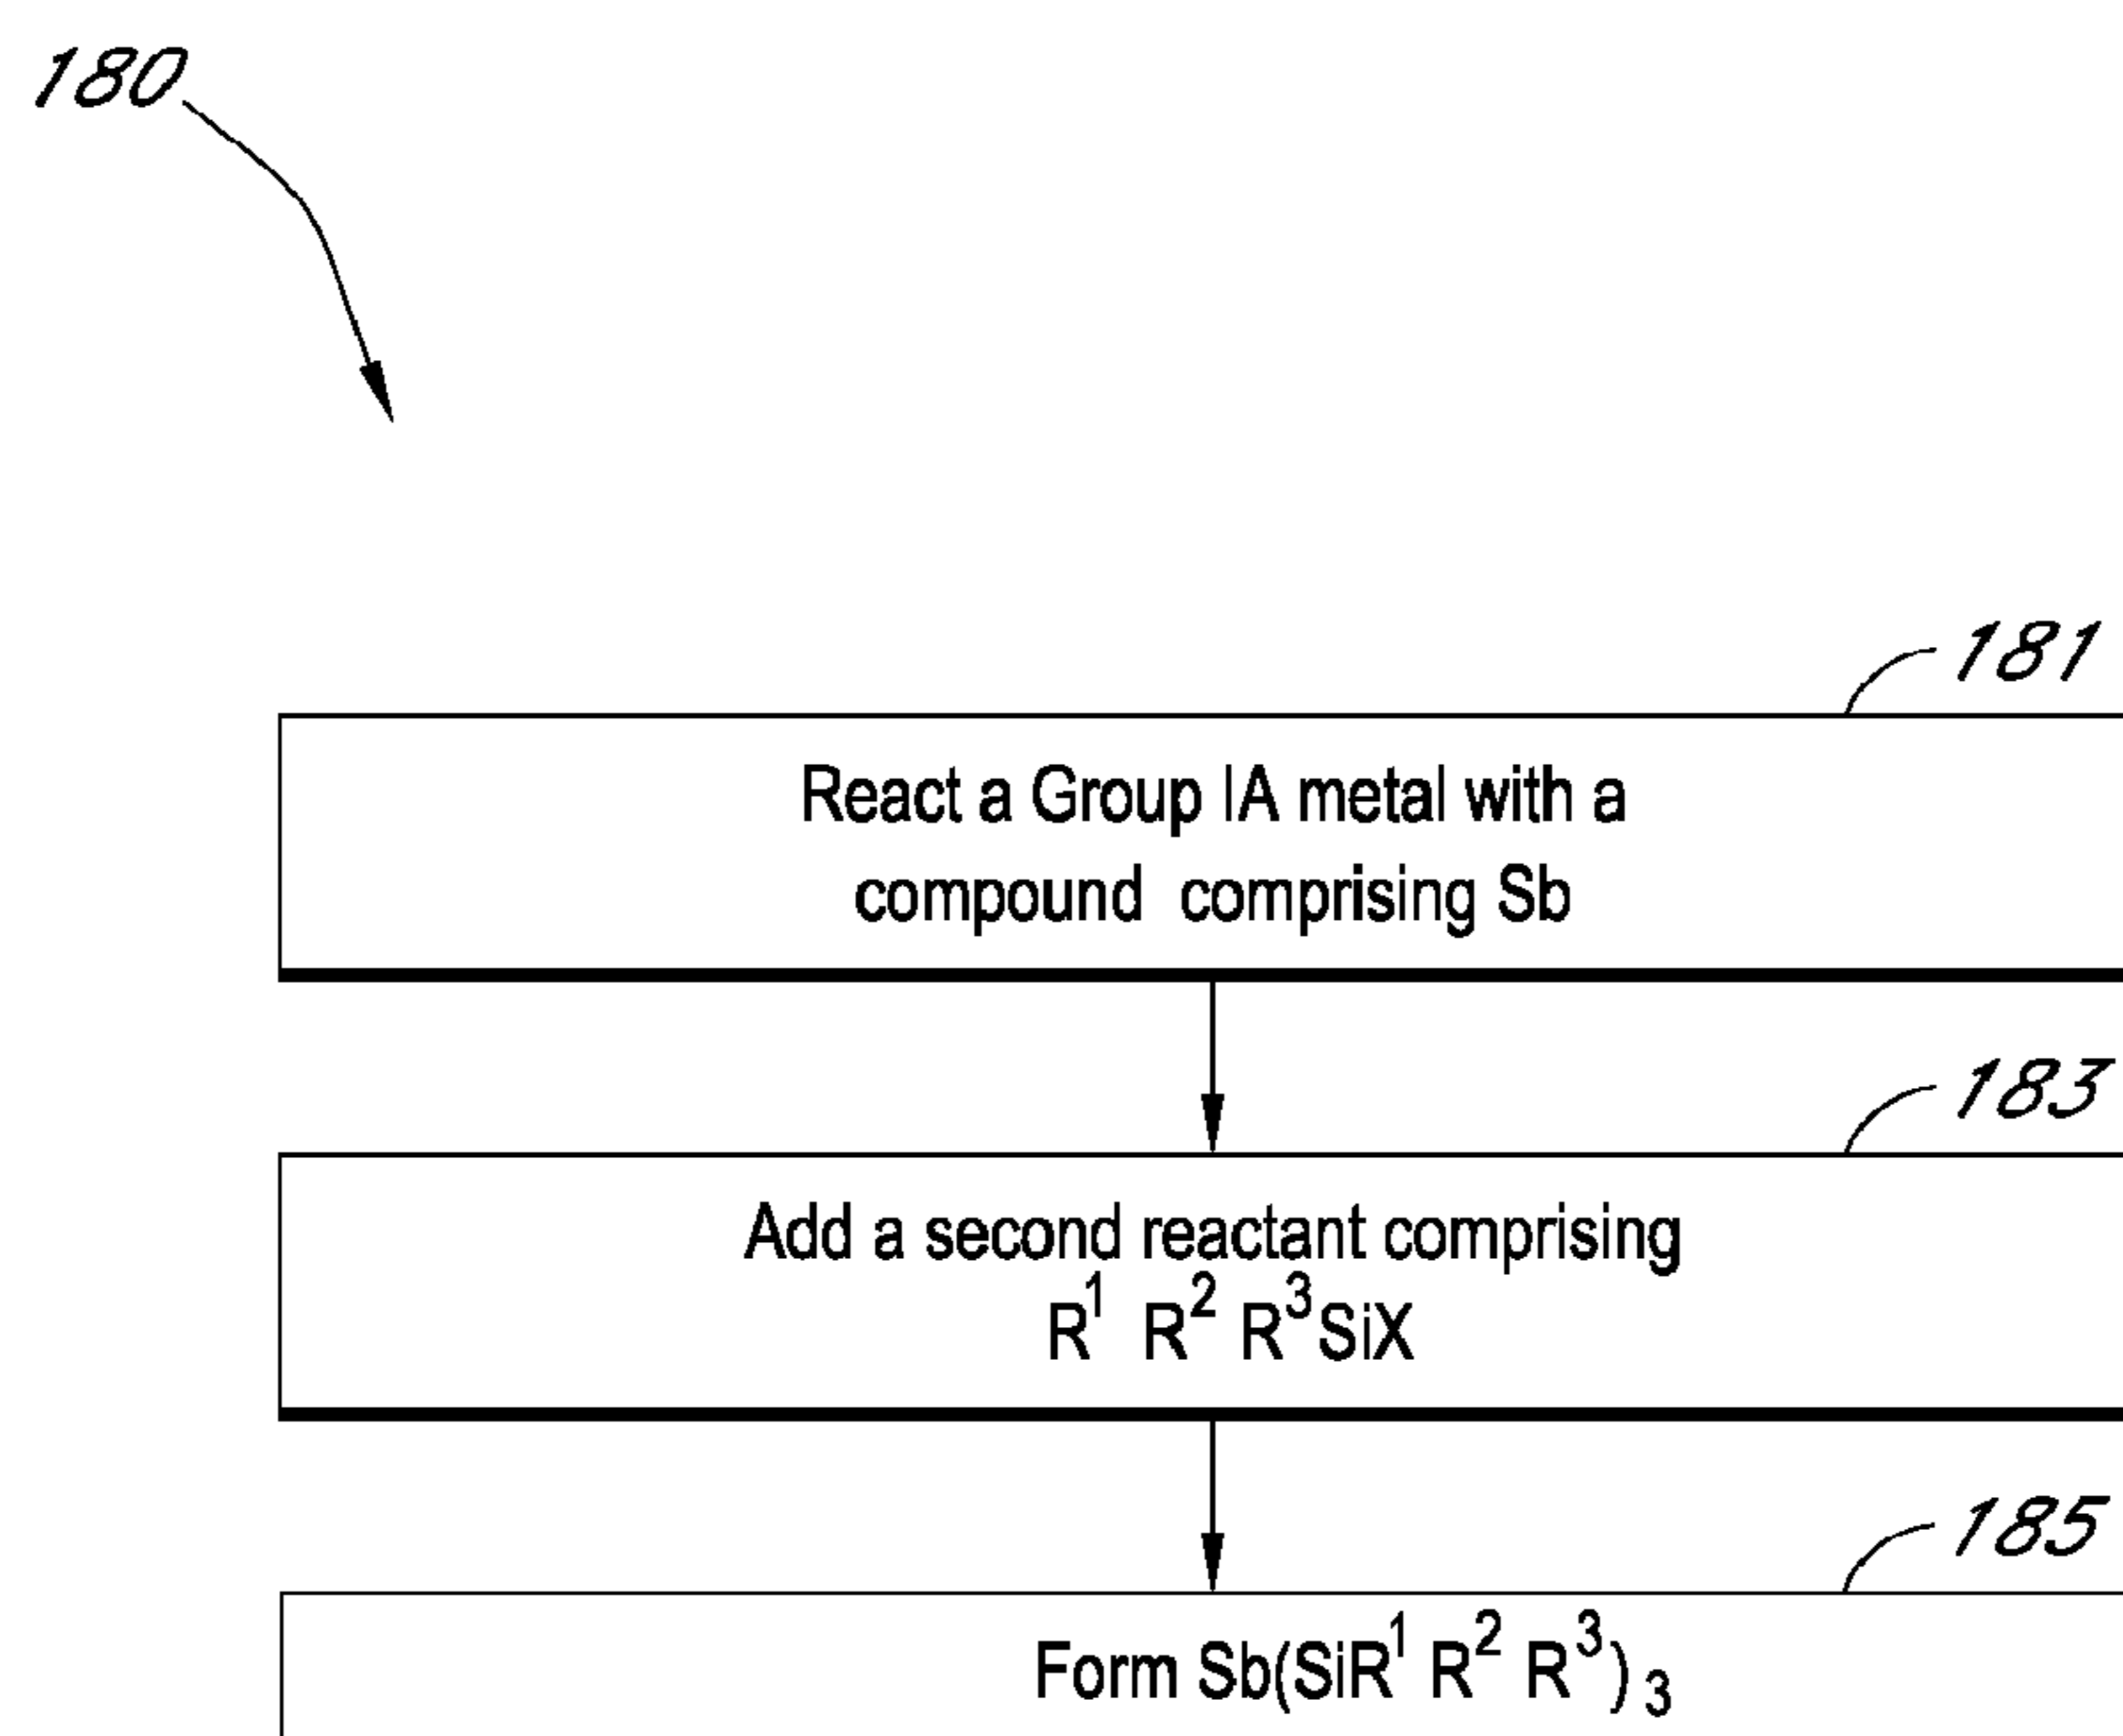 180
181
React a Group IA metal with a
compound comprising Sb
183
Add a second reactant comprising
R¹ R² R³SiX
185
Form Sb(SiR¹ R² R³)₃